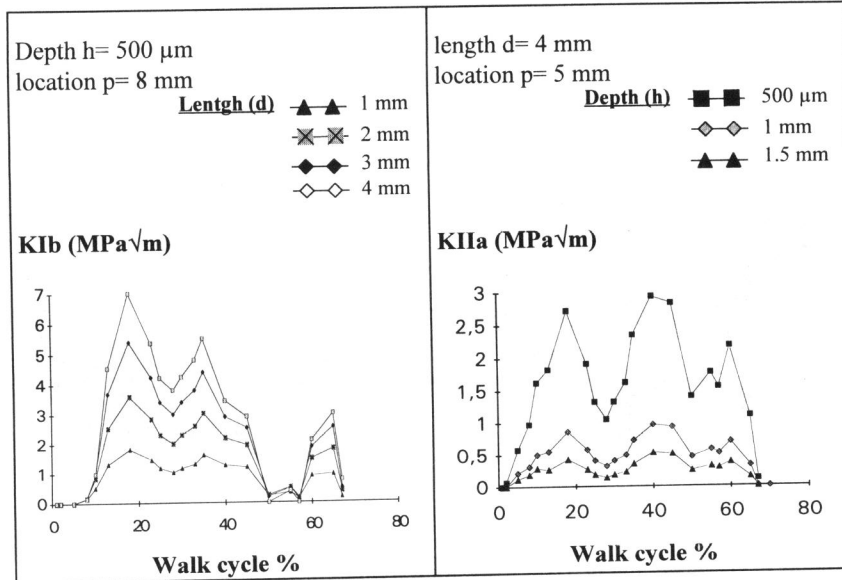 Depth h= 500 µm
location p= 8 mm
Lentgh (d)
1 mm
2 mm
3 mm
4 mm
KIb (MPa√m)
7
6
5
4
3
2
1
0
0
20
40
60
80
Walk cycle %
length d= 4 mm
location p= 5 mm
Depth (h)
500 µm
1 mm
1.5 mm
KIIa (MPa√m)
3
2,5
2
1,5
1
0,5
0
0
20
40
60
80
Walk cycle %